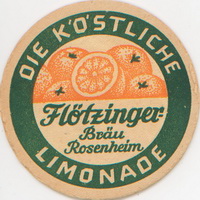 DIE KÖSTLICHE
Flötzinger
Bräu
Rosenheim
LIMONADE